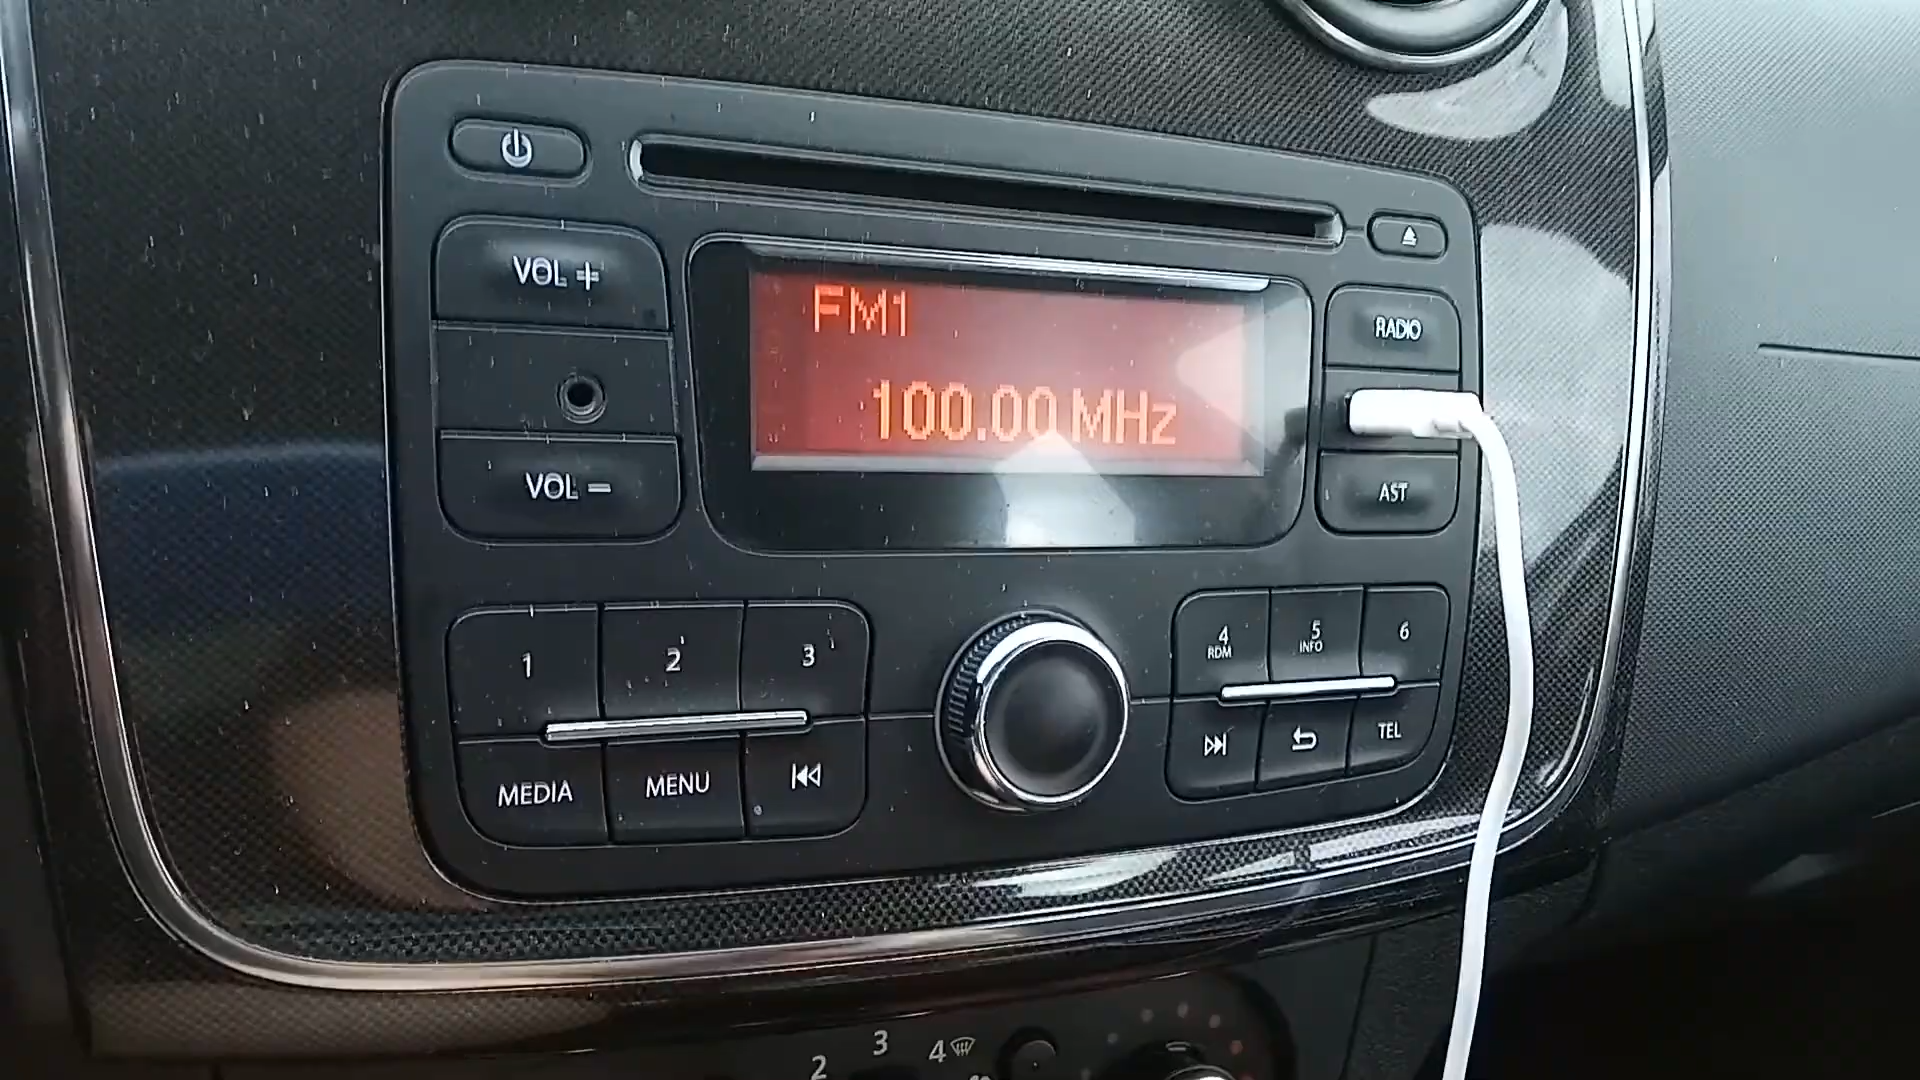 VOL +
FM1
RADIO
100.00 MHz
VOL –
AST
1
2
3
4
RDM
5
INFO
6
MEDIA
MENU
TEL
2
3
4